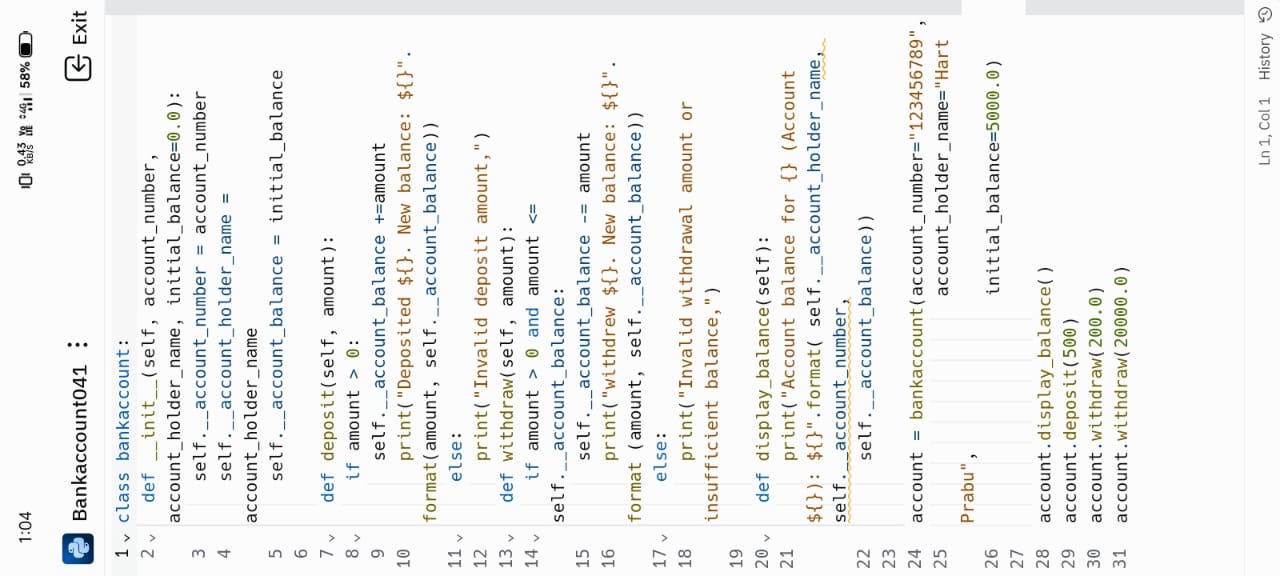 1:04
0.43 KB/S
4G
58%
Bankaccount041
Exit
1 class bankaccount:
2 def __init__(self, account_number,
account_holder_name, initial_balance=0.0):
3 self.__account_number = account_number
4 self.__account_holder_name =
account_holder_name
5 self.__account_balance = initial_balance
6
7 def deposit(self, amount):
8 if amount > 0:
9 self.__account_balance +=amount
10 print("Deposited ${}. New balance: ${}".
format(amount, self.__account_balance))
11 else:
12 print("Invalid deposit amount,")
13 def withdraw(self, amount):
14 if amount > 0 and amount <=
self.__account_balance:
15 self.__account_balance -= amount
16 print("withdrew ${}. New balance: ${}".
format (amount, self.__account_balance))
17 else:
18 print("Invalid withdrawal amount or
insufficient balance,")
19
20 def display_balance(self):
21 print("Account balance for {} (Account
${}): ${}".format( self.__account_holder_name,
self.__account_number,
22 self.__account_balance))
23
24 account = bankaccount(account_number="123456789",
25 account_holder_name="Hart
Prabu",
26 initial_balance=5000.0)
27
28 account.display_balance()
29 account.deposit(500)
30 account.withdraw(200.0)
31 account.withdraw(20000.0)
Ln 1, Col 1 History